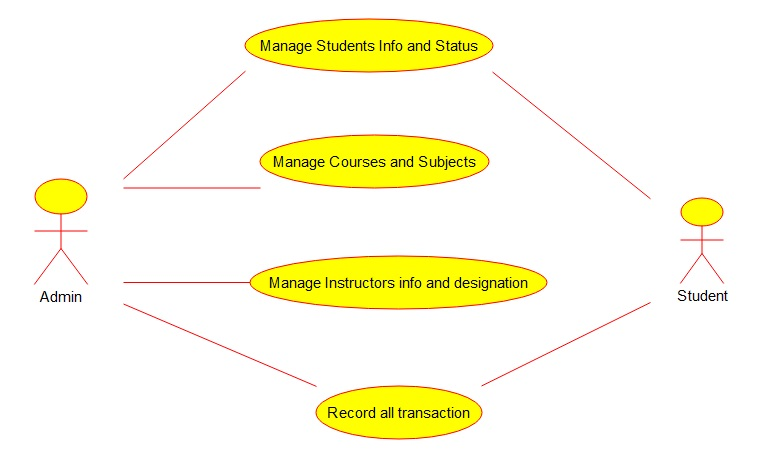 Manage Students Info and Status
Manage Courses and Subjects
Manage Instructors info and designation
Admin
Student
Record all transaction